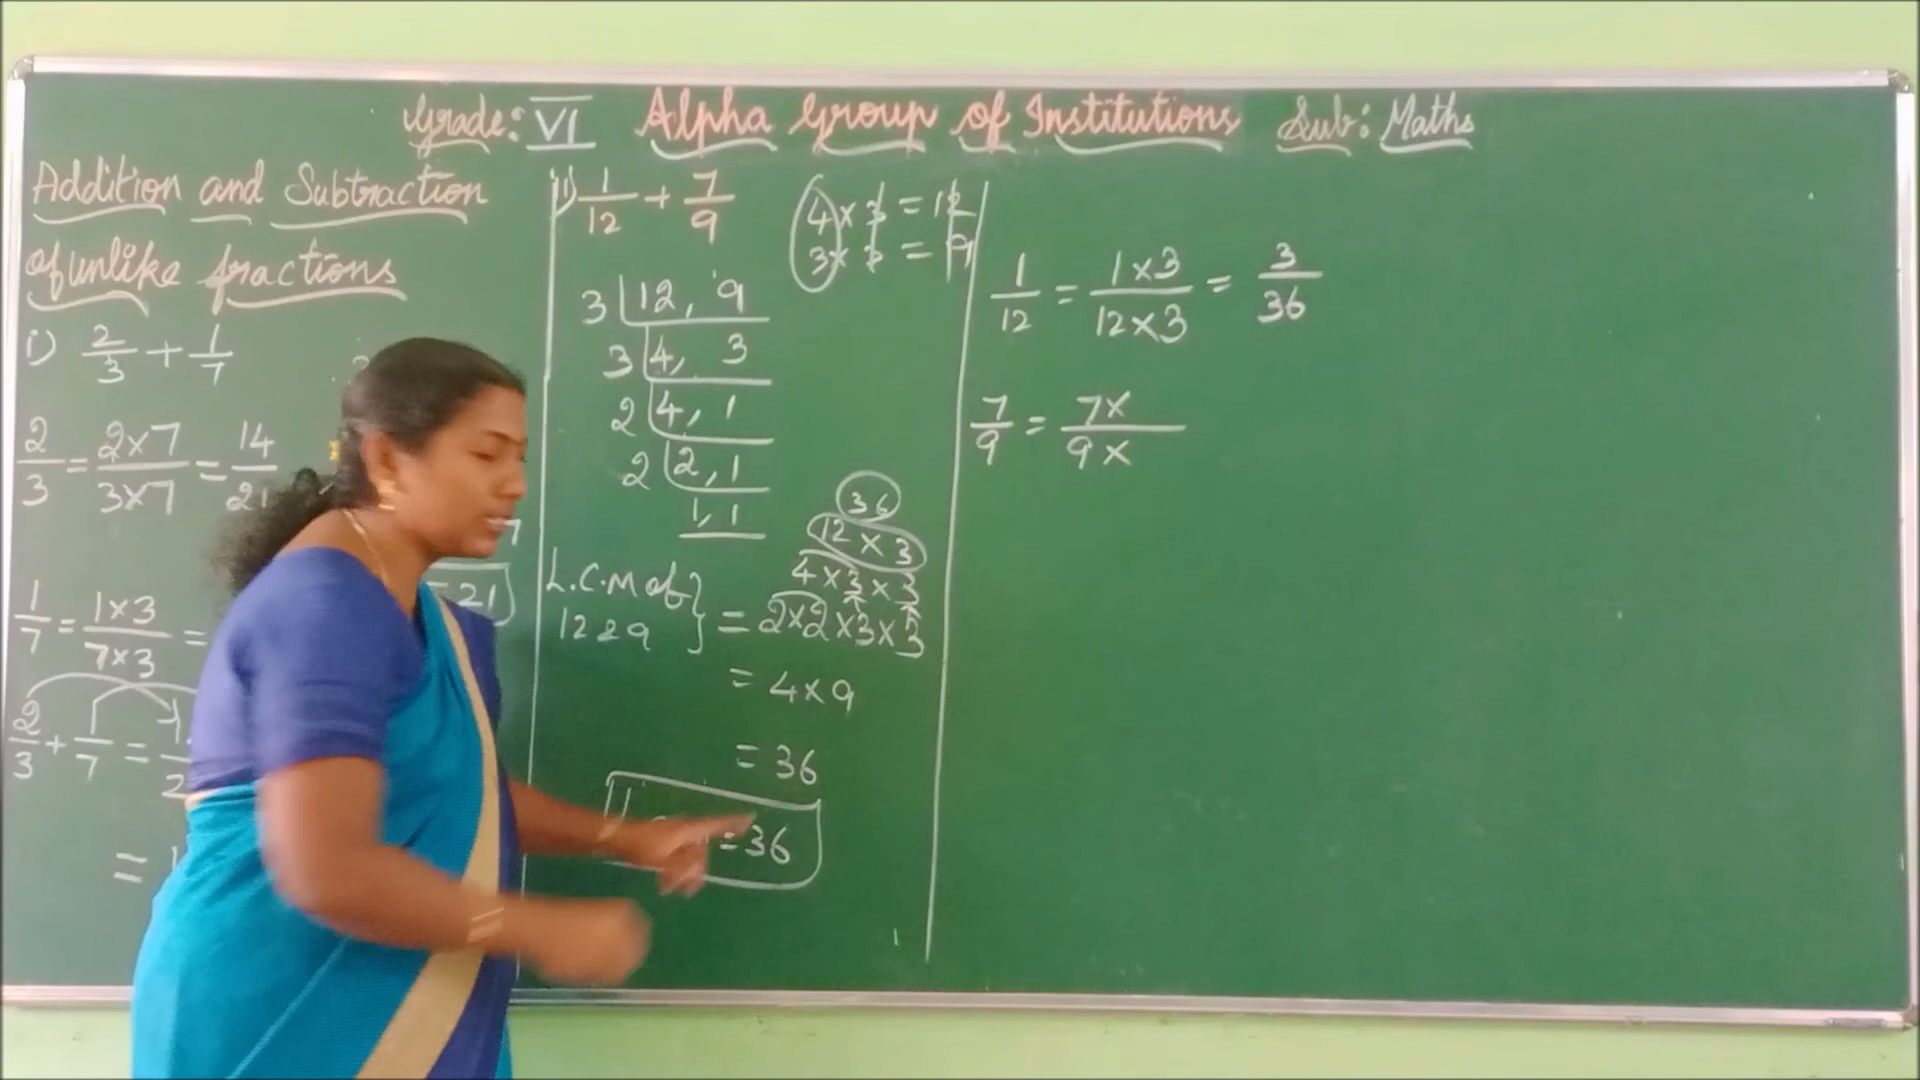 Grade: VI Alpha Group of Institutions Sub: Maths
Addition and Subtraction
of unlike fractions
i) 2/3 + 1/7
2/3 = 2×7/3×7 = 14/21
1/7 = 1×3/7×3 =
2/3 + 1/7 =
=
21
ii) 1/12 + 7/9
4×3 = 12
3×3 = 9
3 | 12, 9
3 | 4, 3
2 | 4, 1
2 | 2, 1
1, 1
36
12×3
4×3×3
L.C.M of } = 2×2×3×3
12 & 9
= 4×9
= 36
= 36
1/12 = 1×3/12×3 = 3/36
7/9 = 7×/9×